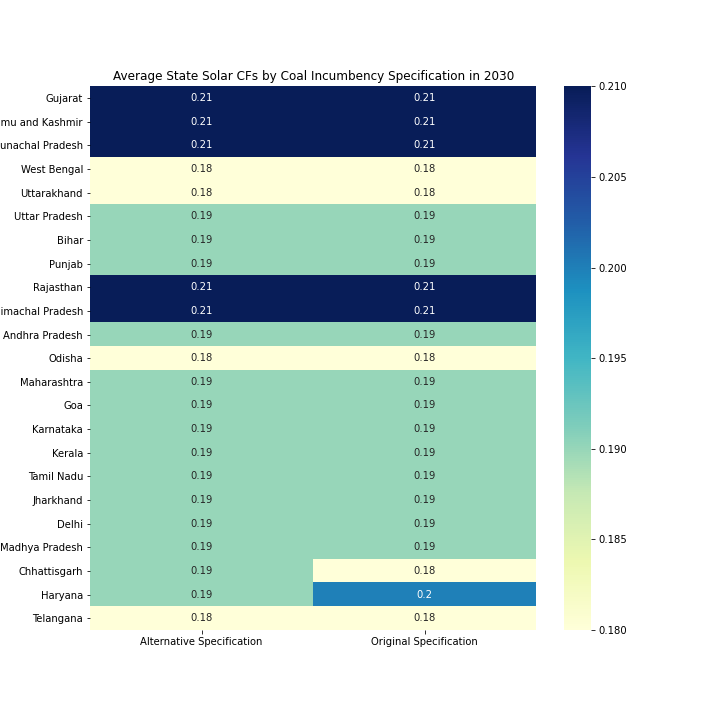 Average State Solar CFs by Coal Incumbency Specification in 2030
Gujarat 0.21 0.21
mu and Kashmir 0.21 0.21
unachal Pradesh 0.21 0.21
West Bengal 0.18 0.18
Uttarakhand 0.18 0.18
Uttar Pradesh 0.19 0.19
Bihar 0.19 0.19
Punjab 0.19 0.19
Rajasthan 0.21 0.21
imachal Pradesh 0.21 0.21
Andhra Pradesh 0.19 0.19
Odisha 0.18 0.18
Maharashtra 0.19 0.19
Goa 0.19 0.19
Karnataka 0.19 0.19
Kerala 0.19 0.19
Tamil Nadu 0.19 0.19
Jharkhand 0.19 0.19
Delhi 0.19 0.19
Madhya Pradesh 0.19 0.19
Chhattisgarh 0.19 0.18
Haryana 0.19 0.2
Telangana 0.18 0.18
Alternative Specification Original Specification
0.210
0.205
0.200
0.195
0.190
0.185
0.180